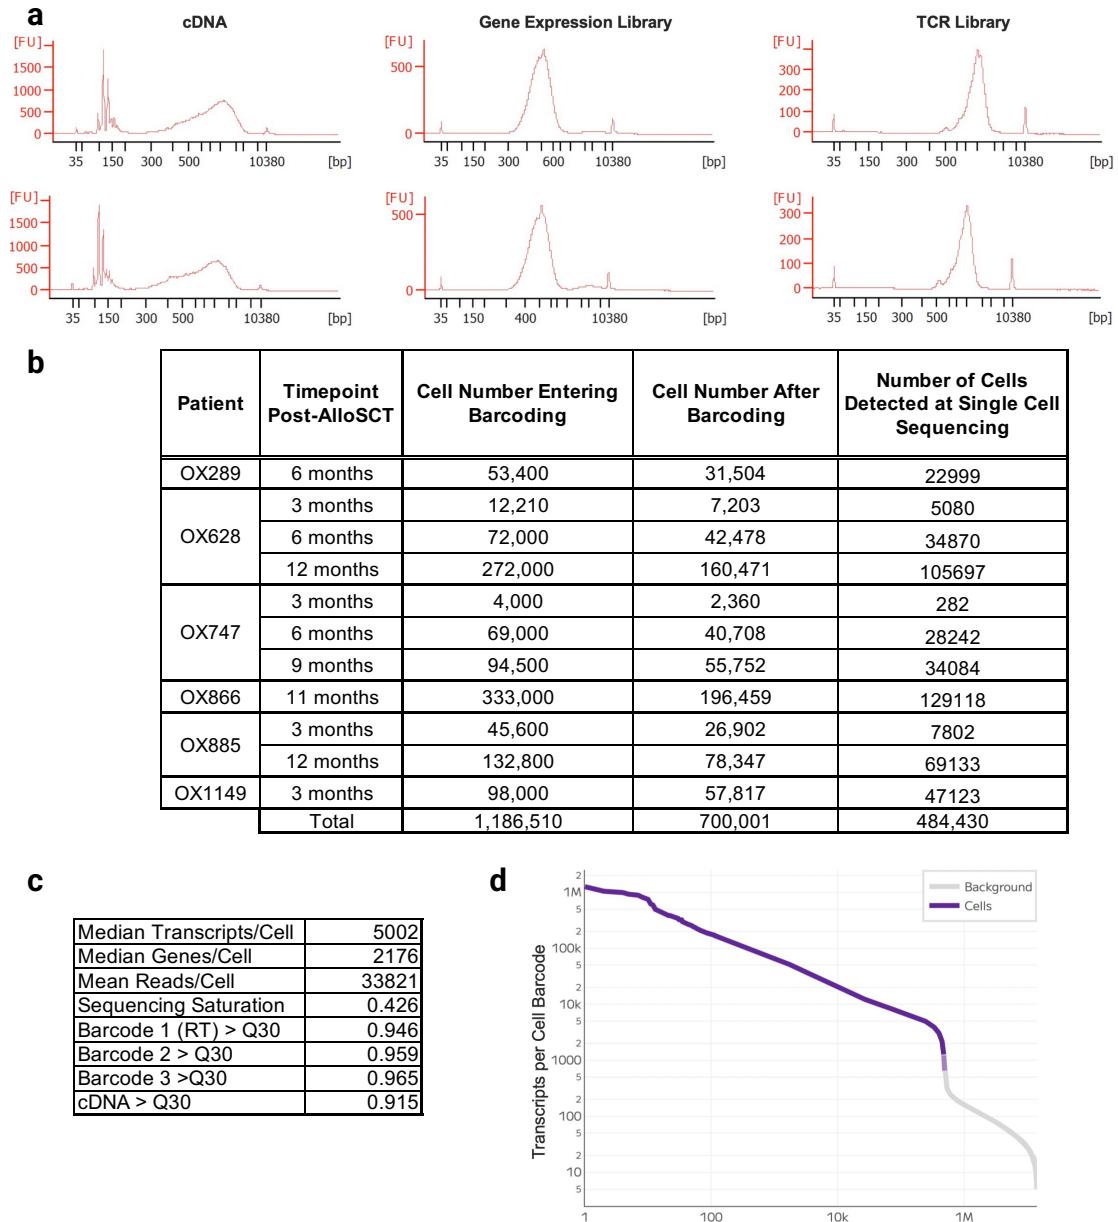 a
cDNA
Gene Expression Library
TCR Library
[FU]
1500
1000
500
0
35 150 300 500 10380 [bp]
[FU]
500
0
35 150 300 600 10380 [bp]
[FU]
300
200
100
0
35 150 300 500 10380 [bp]
[FU]
1500
1000
500
0
35 150 300 500 10380 [bp]
[FU]
500
0
35 150 400 10380 [bp]
[FU]
300
200
100
0
35 150 300 500 10380 [bp]
b
Patient Timepoint Post-AlloSCT Cell Number Entering Barcoding Cell Number After Barcoding Number of Cells Detected at Single Cell Sequencing
OX289 6 months 53,400 31,504 22999
OX628 3 months 12,210 7,203 5080
6 months 72,000 42,478 34870
12 months 272,000 160,471 105697
OX747 3 months 4,000 2,360 282
6 months 69,000 40,708 28242
9 months 94,500 55,752 34084
OX866 11 months 333,000 196,459 129118
OX885 3 months 45,600 26,902 7802
12 months 132,800 78,347 69133
OX1149 3 months 98,000 57,817 47123
Total 1,186,510 700,001 484,430
c
Median Transcripts/Cell 5002
Median Genes/Cell 2176
Mean Reads/Cell 33821
Sequencing Saturation 0.426
Barcode 1 (RT) > Q30 0.946
Barcode 2 > Q30 0.959
Barcode 3 >Q30 0.965
cDNA > Q30 0.915
d
Transcripts per Cell Barcode
2
1M
5
2
100k
5
2
10k
5
2
1000
5
2
100
5
2
10
5
Background
Cells
1 100 10k 1M